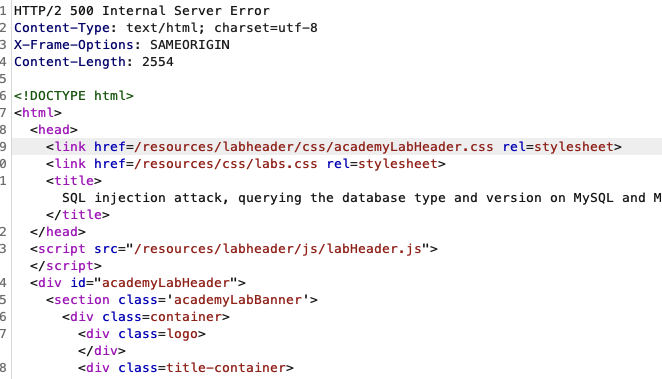 1 HTTP/2 500 Internal Server Error
2 Content-Type: text/html; charset=utf-8
3 X-Frame-Options: SAMEORIGIN
4 Content-Length: 2554
5
6 <!DOCTYPE html>
7 <html>
8 <head>
9 <link href=/resources/labheader/css/academyLabHeader.css rel=stylesheet>
0 <link href=/resources/css/labs.css rel=stylesheet>
1 <title>
SQL injection attack, querying the database type and version on MySQL and M
</title>
2 </head>
3 <script src="/resources/labheader/js/labHeader.js">
</script>
4 <div id="academyLabHeader">
5 <section class='academyLabBanner'>
6 <div class=container>
7 <div class=logo>
</div>
8 <div class=title-container>